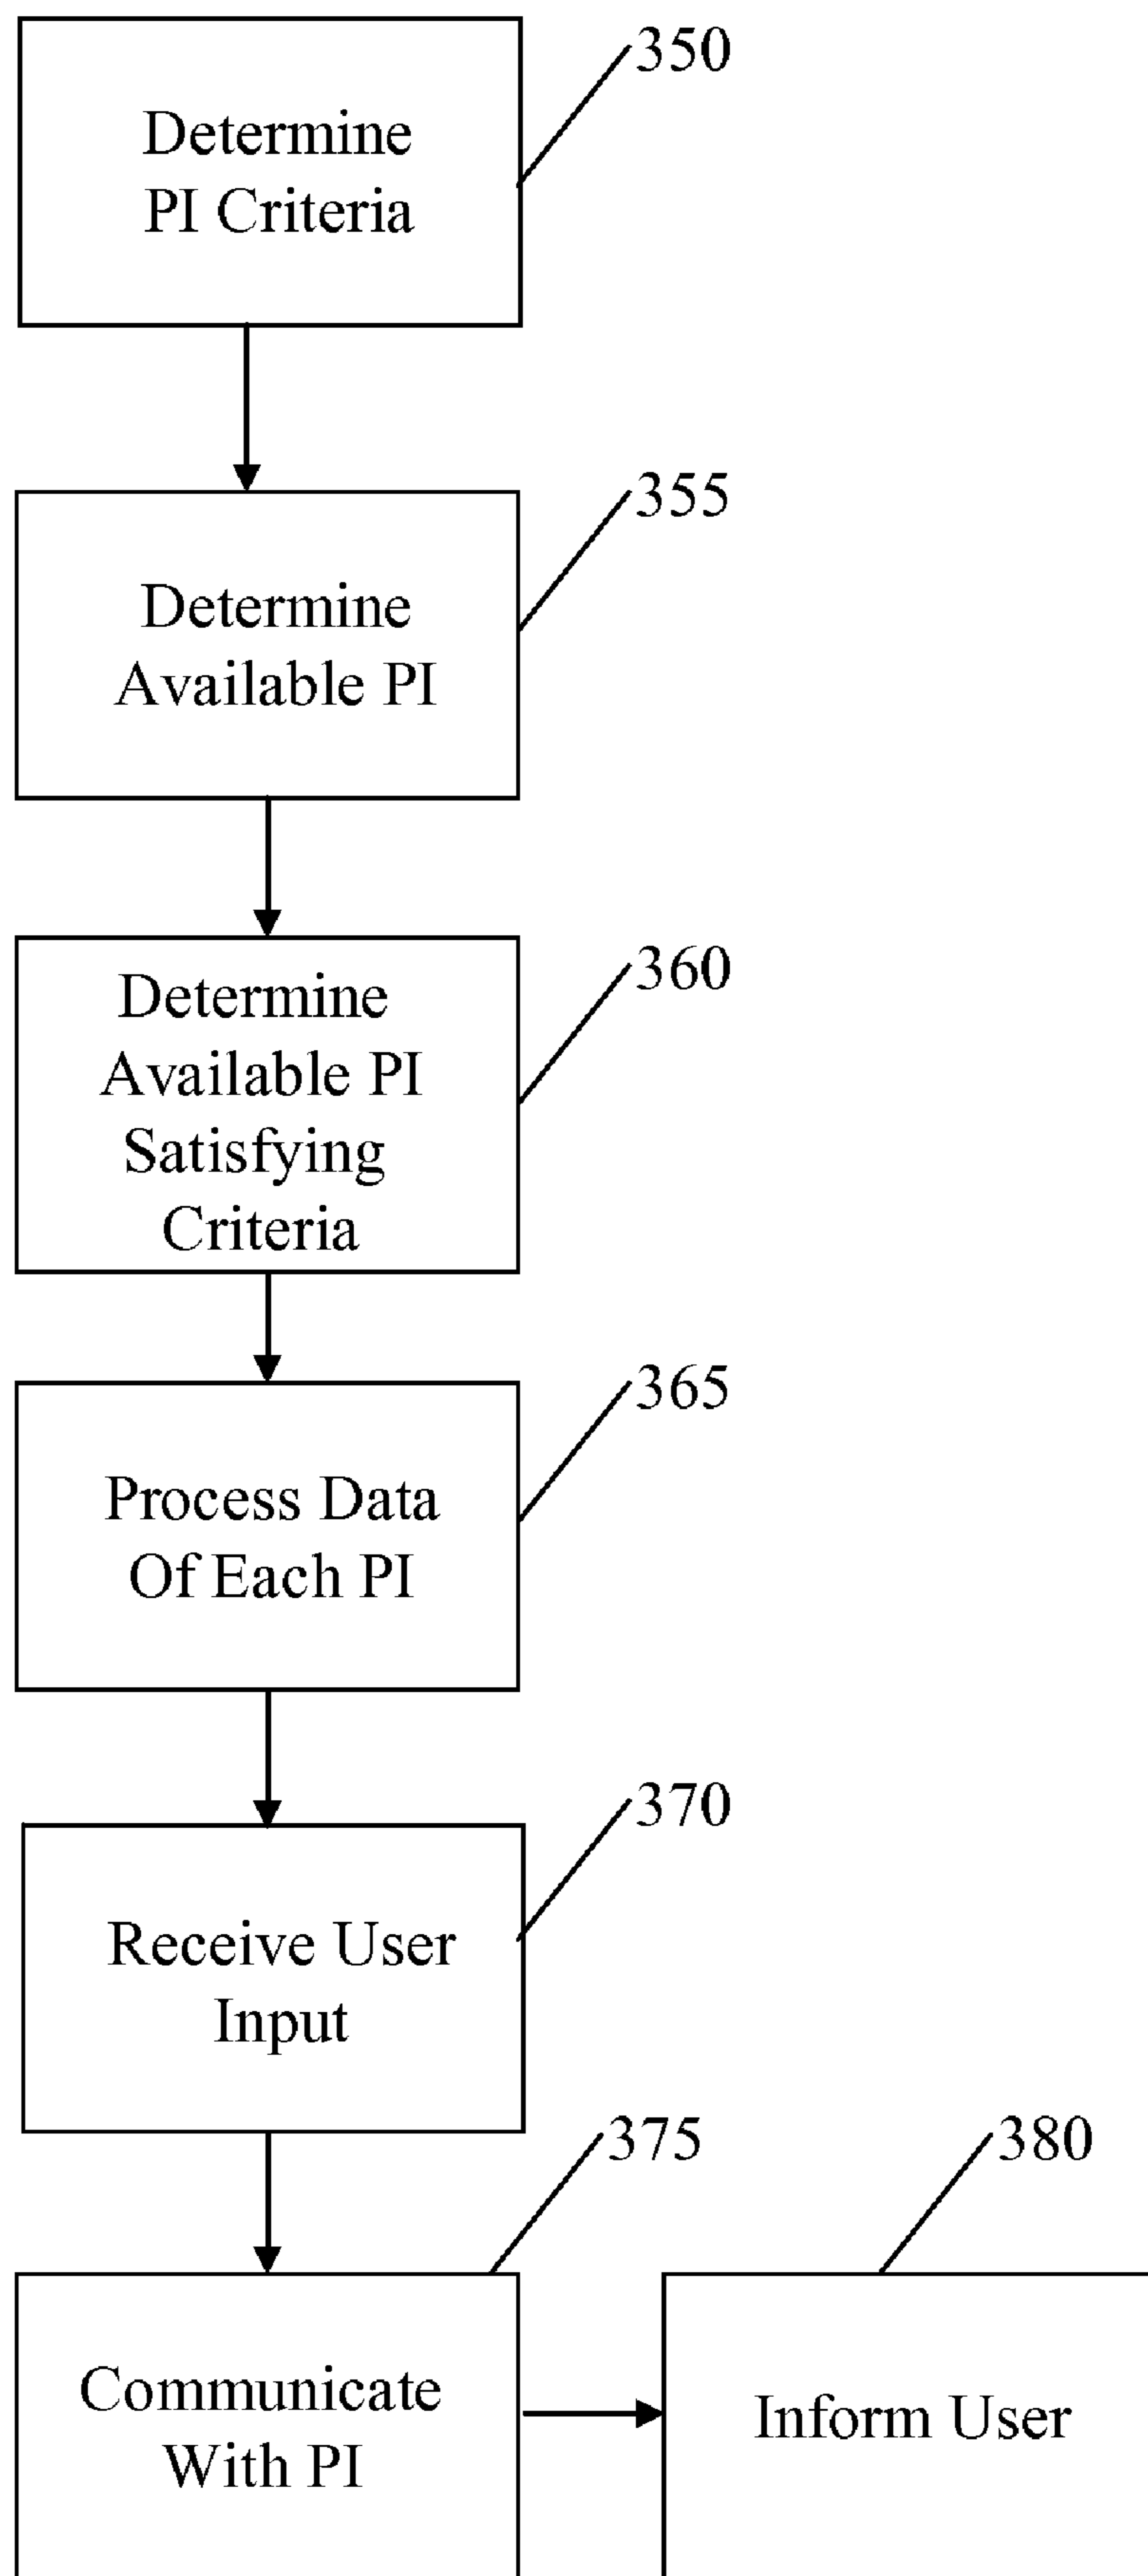 350
Determine
PI Criteria
355
Determine
Available PI
360
Determine
Available PI
Satisfying
Criteria
365
Process Data
Of Each PI
370
Receive User
Input
375
380
Communicate
With PI
Inform User